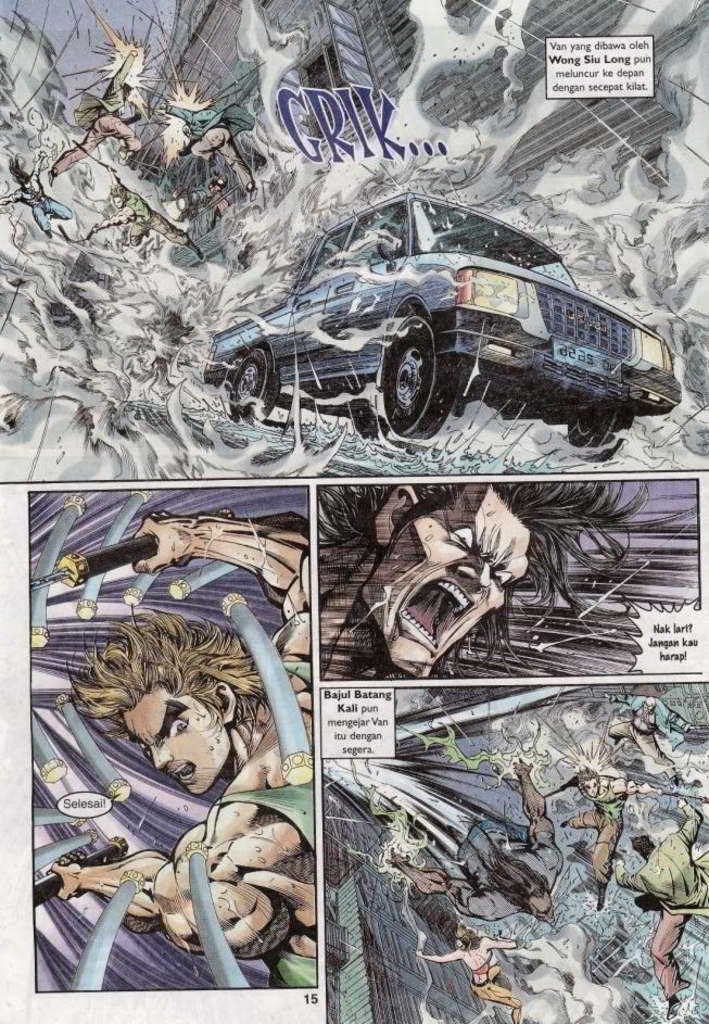 Van yang dibawa oleh
Wong Siu Long pun
meluncur ke depan
dengan secepat kilat.
GRIK...
Nak lari?
Jangan kau
harap!
Selesai!
Bajul Batang
Kali pun
mengejar Van
itu dengan
segera.
15